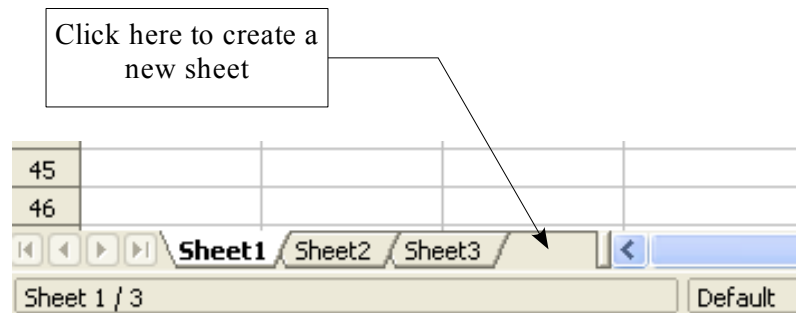 Click here to create a
new sheet
45
46
Sheet1 Sheet2 Sheet3
Sheet 1 / 3 Default